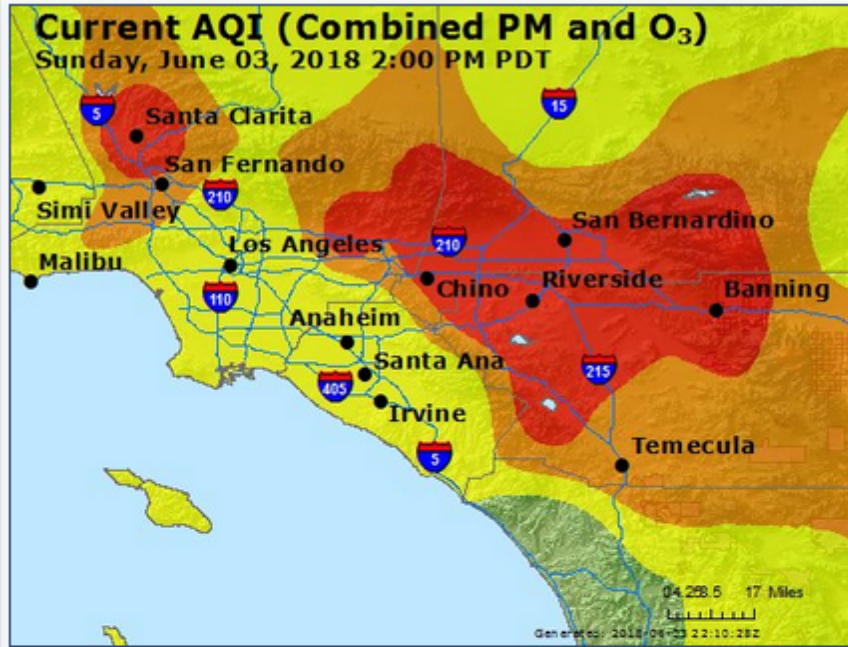 Current AQI (Combined PM and O₃)
Sunday, June 03, 2018 2:00 PM PDT
5
15
Santa Clarita
San Fernando
210
Simi Valley
San Bernardino
Los Angeles
210
Malibu
Chino
Riverside
Banning
110
Anaheim
Santa Ana
215
405
Irvine
5
Temecula
17 Miles
Generated: